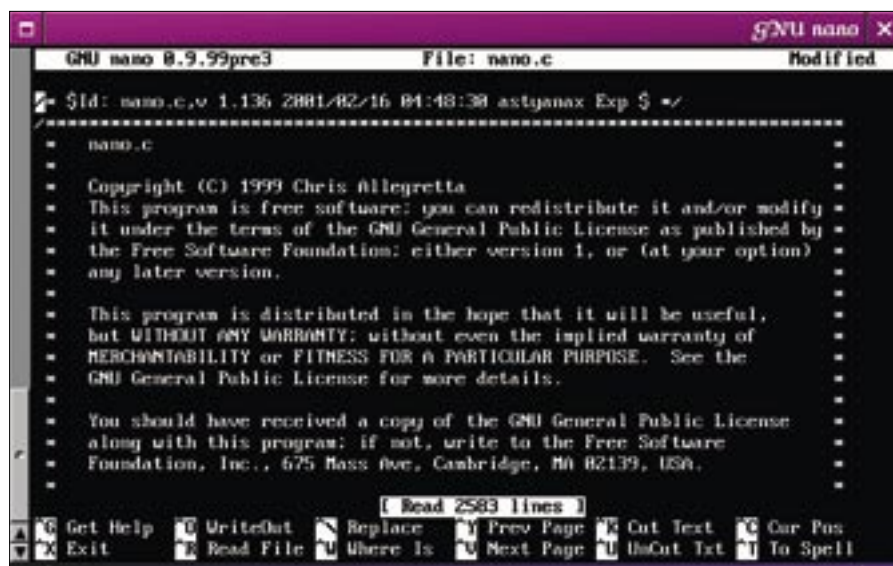 GNU nano
GNU nano 0.9.99pre3 File: nano.c Modified
/* $Id: nano.c,v 1.136 2001/02/16 04:48:30 astyanax Exp $ */
/**************************************************************************
* nano.c *
* *
* Copyright (C) 1999 Chris Allegretta *
* This program is free software; you can redistribute it and/or modify *
* it under the terms of the GNU General Public License as published by *
* the Free Software Foundation; either version 1, or (at your option) *
* any later version. *
* *
* This program is distributed in the hope that it will be useful, *
* but WITHOUT ANY WARRANTY; without even the implied warranty of *
* MERCHANTABILITY or FITNESS FOR A PARTICULAR PURPOSE. See the *
* GNU General Public License for more details. *
* *
* You should have received a copy of the GNU General Public License *
* along with this program; if not, write to the Free Software *
* Foundation, Inc., 675 Mass Ave, Cambridge, MA 02139, USA. *
* *
[ Read 2583 lines ]
^G Get Help ^O WriteOut ^\ Replace ^Y Prev Page ^K Cut Text ^C Cur Pos
^X Exit ^R Read File ^W Where Is ^V Next Page ^U UnCut Txt ^T To Spell